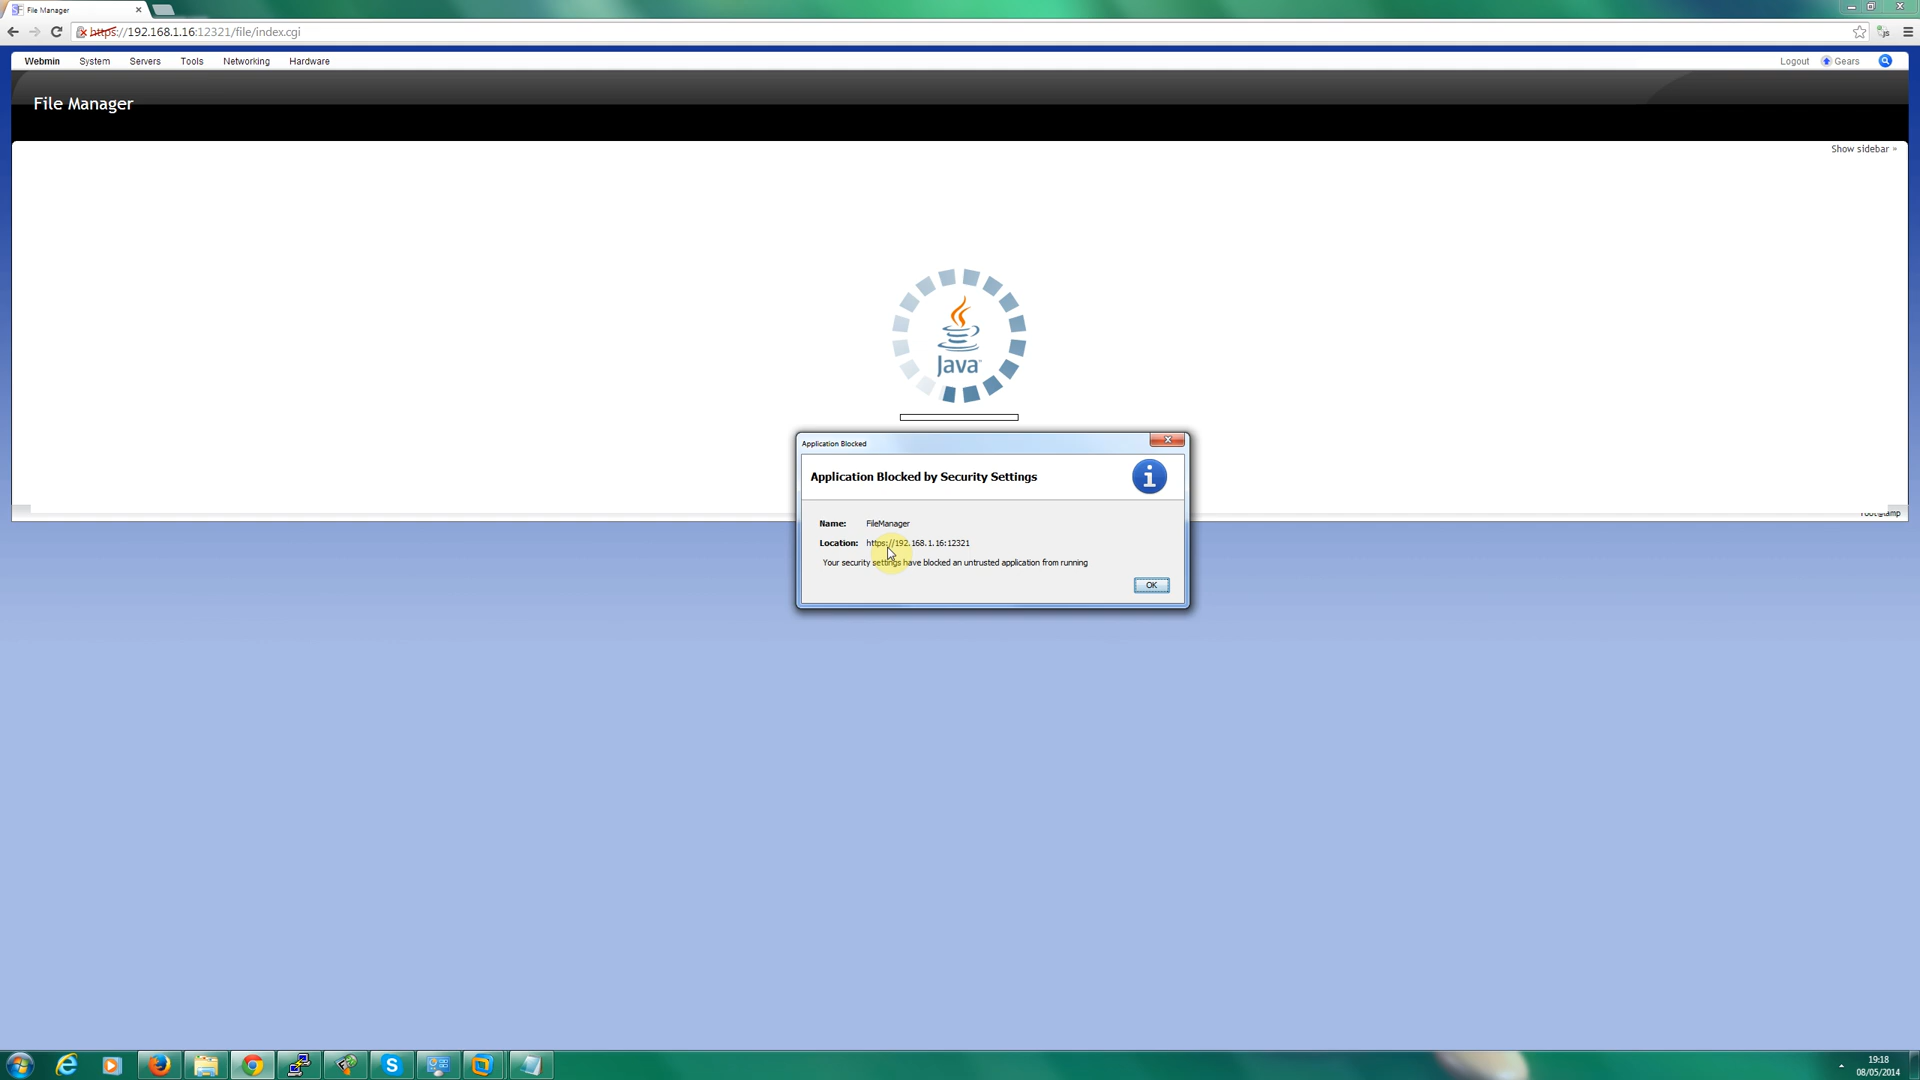 File Manager
https://192.168.1.16:12321/file/index.cgi
Webmin System Servers Tools Networking Hardware Logout Gears
File Manager
Show sidebar »
Java
Application Blocked
Application Blocked by Security Settings
Name: FileManager
Location: https://192.168.1.16:12321
Your security settings have blocked an untrusted application from running
OK
19:18
08/05/2014